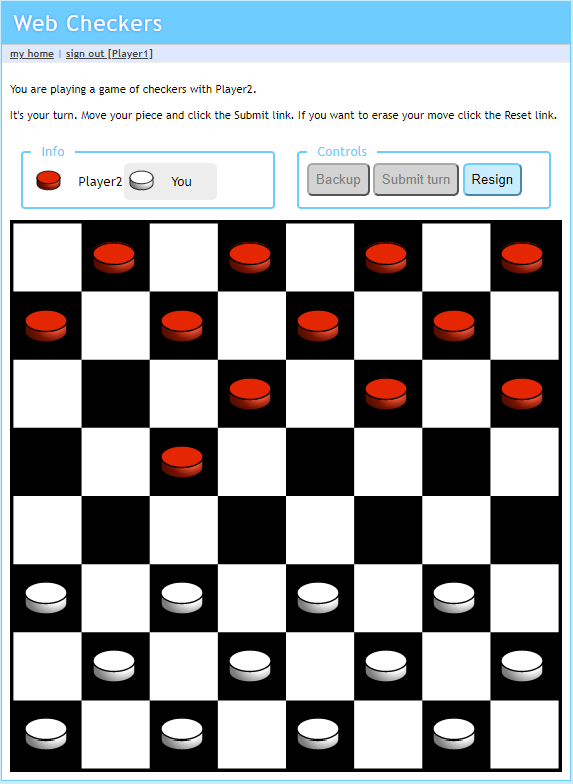 Web Checkers
my home | sign out [Player1]
You are playing a game of checkers with Player2.
It's your turn. Move your piece and click the Submit link. If you want to erase your move click the Reset link.
Info
Player2 You
Controls
Backup Submit turn Resign